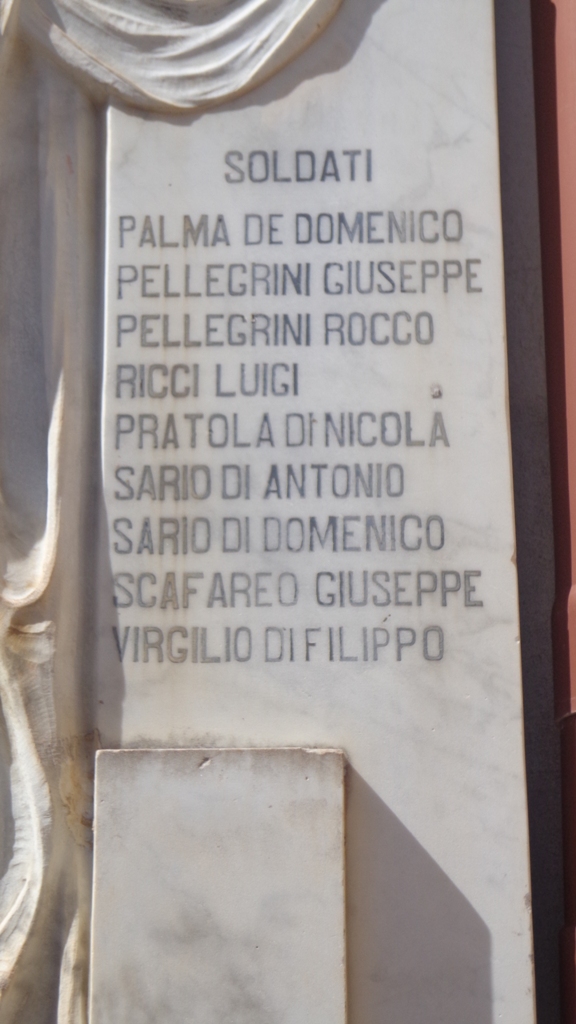 SOLDATI
PALMA DE DOMENICO
PELLEGRINI GIUSEPPE
PELLEGRINI ROCCO
RICCI LUIGI
PRATOLA DI NICOLA
SARIO DI ANTONIO
SARIO DI DOMENICO
SCAFAREO GIUSEPPE
VIRGILIO DI FILIPPO